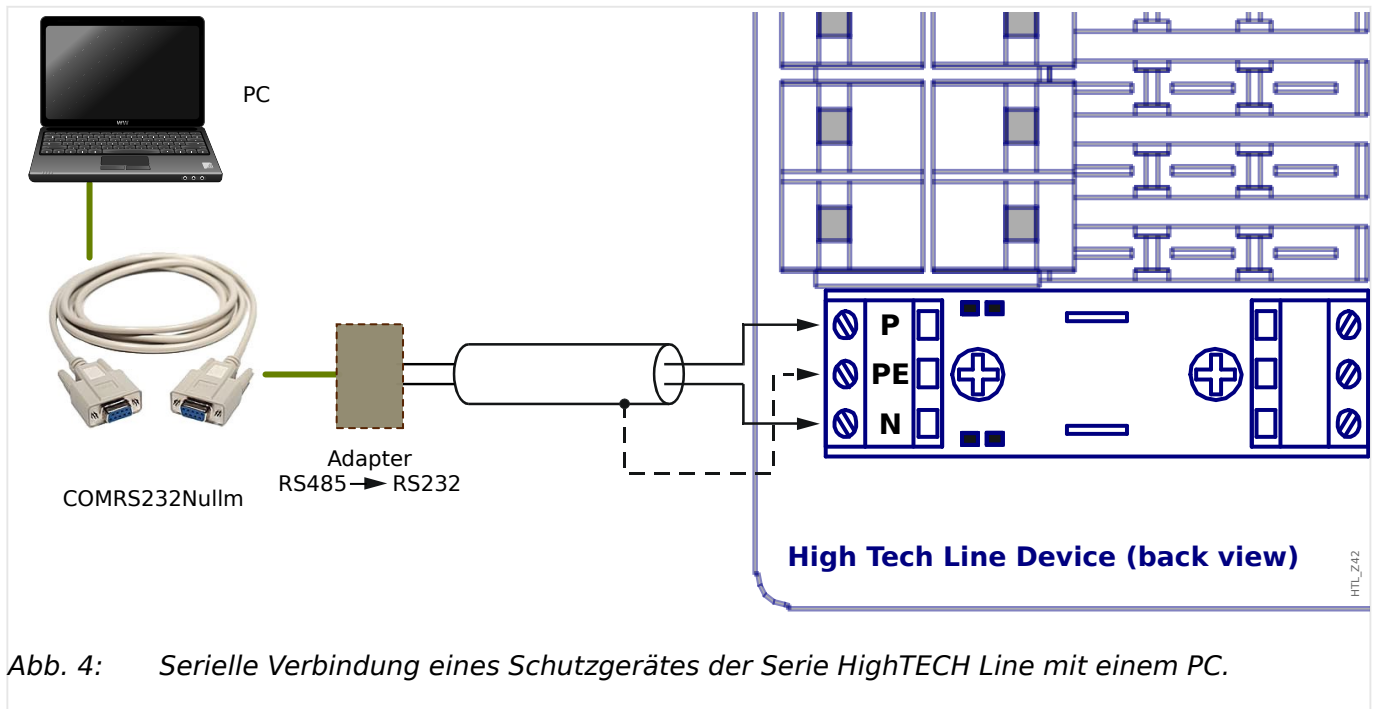 PC
P
PE
N
COMRS232Nullm
Adapter
RS485 → RS232
High Tech Line Device (back view)
HTL_Z42
Abb. 4: Serielle Verbindung eines Schutzgerätes der Serie HighTECH Line mit einem PC.